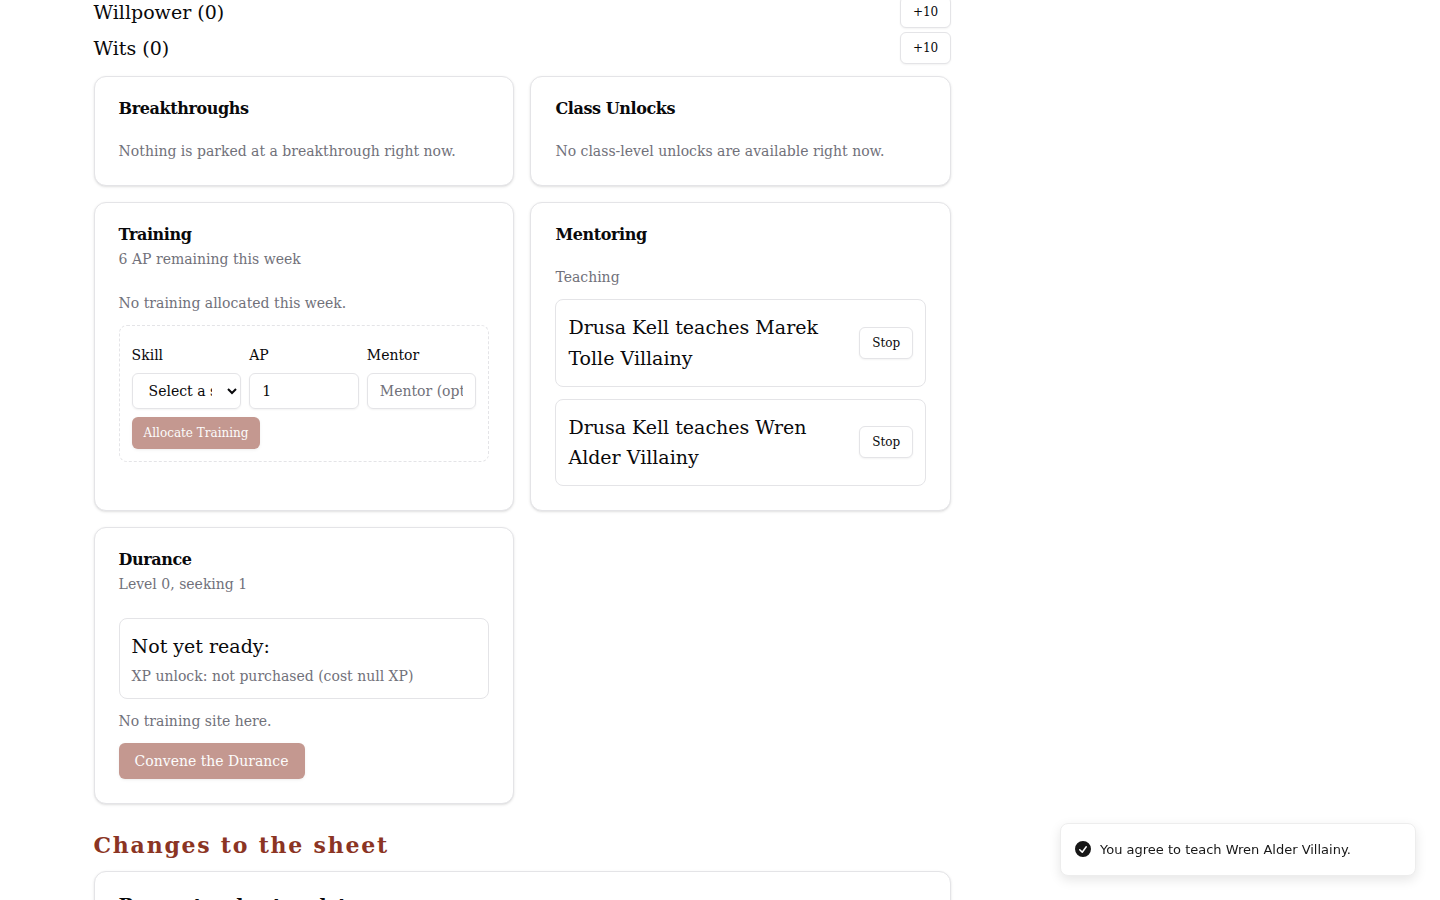 Willpower (0)
+10
Wits (0)
+10
Breakthroughs
Nothing is parked at a breakthrough right now.
Class Unlocks
No class-level unlocks are available right now.
Training
6 AP remaining this week
No training allocated this week.
Skill
AP
Mentor
Select a
1
Mentor (opt
Allocate Training
Mentoring
Teaching
Drusa Kell teaches Marek
Tolle Villainy
Stop
Drusa Kell teaches Wren
Alder Villainy
Stop
Durance
Level 0, seeking 1
Not yet ready:
XP unlock: not purchased (cost null XP)
No training site here.
Convene the Durance
Changes to the sheet
You agree to teach Wren Alder Villainy.